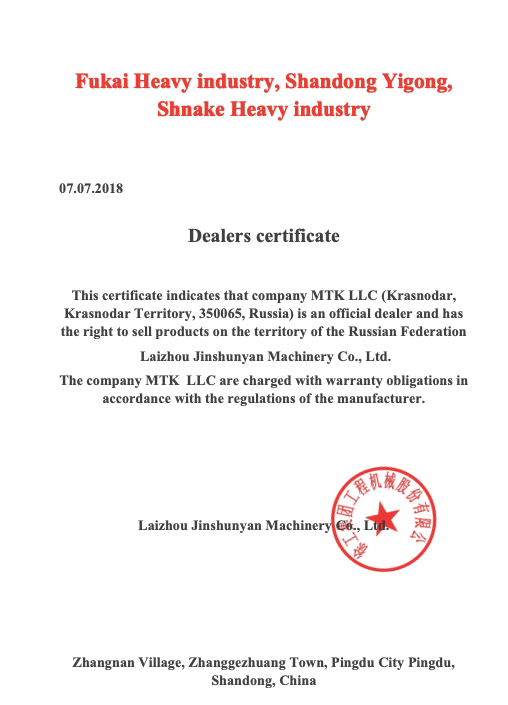 Fukai Heavy industry, Shandong Yigong,
Shnake Heavy industry
07.07.2018
Dealers certificate
This certificate indicates that company MTK LLC (Krasnodar,
Krasnodar Territory, 350065, Russia) is an official dealer and has
the right to sell products on the territory of the Russian Federation
Laizhou Jinshunyan Machinery Co., Ltd.
The company MTK  LLC are charged with warranty obligations in
accordance with the regulations of the manufacturer.
Laizhou Jinshunyan Machinery Co., Ltd.
徐工集团工程机械股份有限公
Zhangnan Village, Zhanggezhuang Town, Pingdu City Pingdu,
Shandong, China